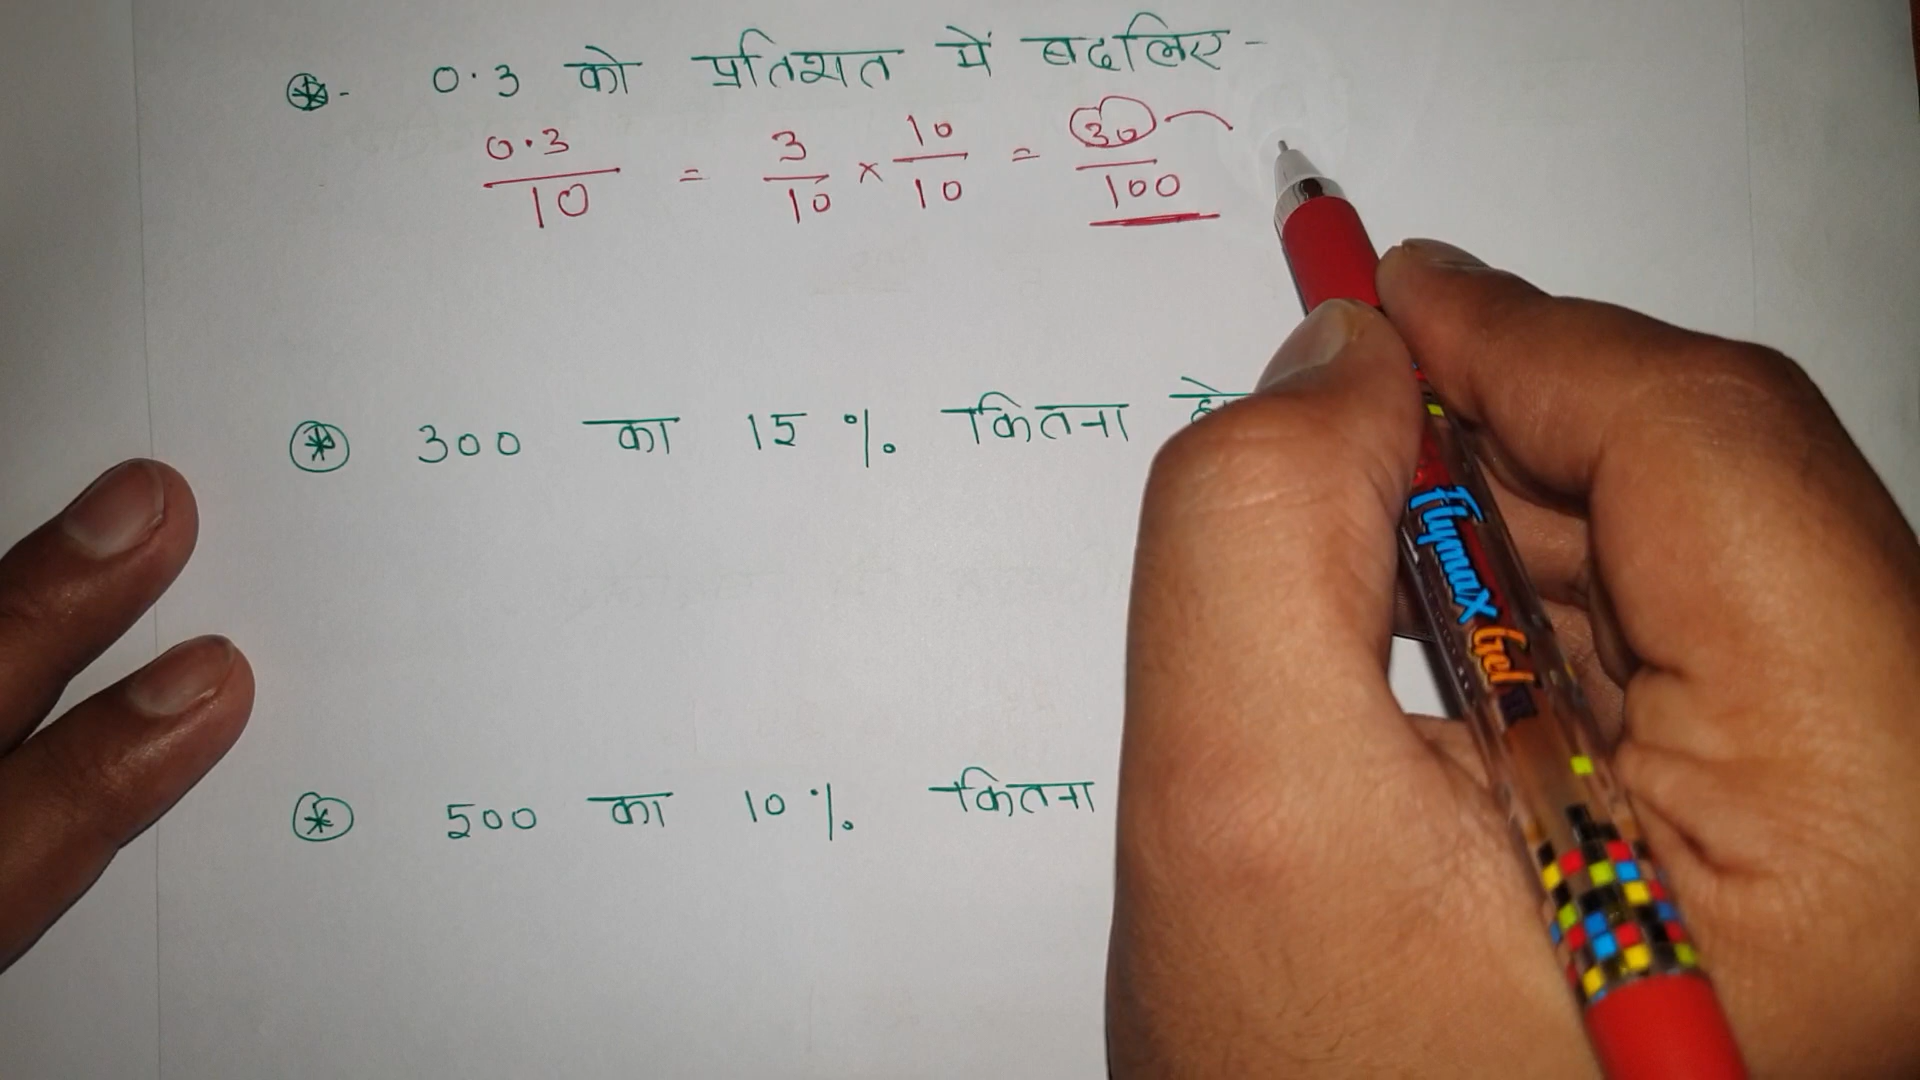 0.3 को प्रतिशत में बदलिए -
0.3/10 = 3/10 × 10/10 = 30/100
300 का 15 % कितना
500 का 10 % कितना
Flymax Gel